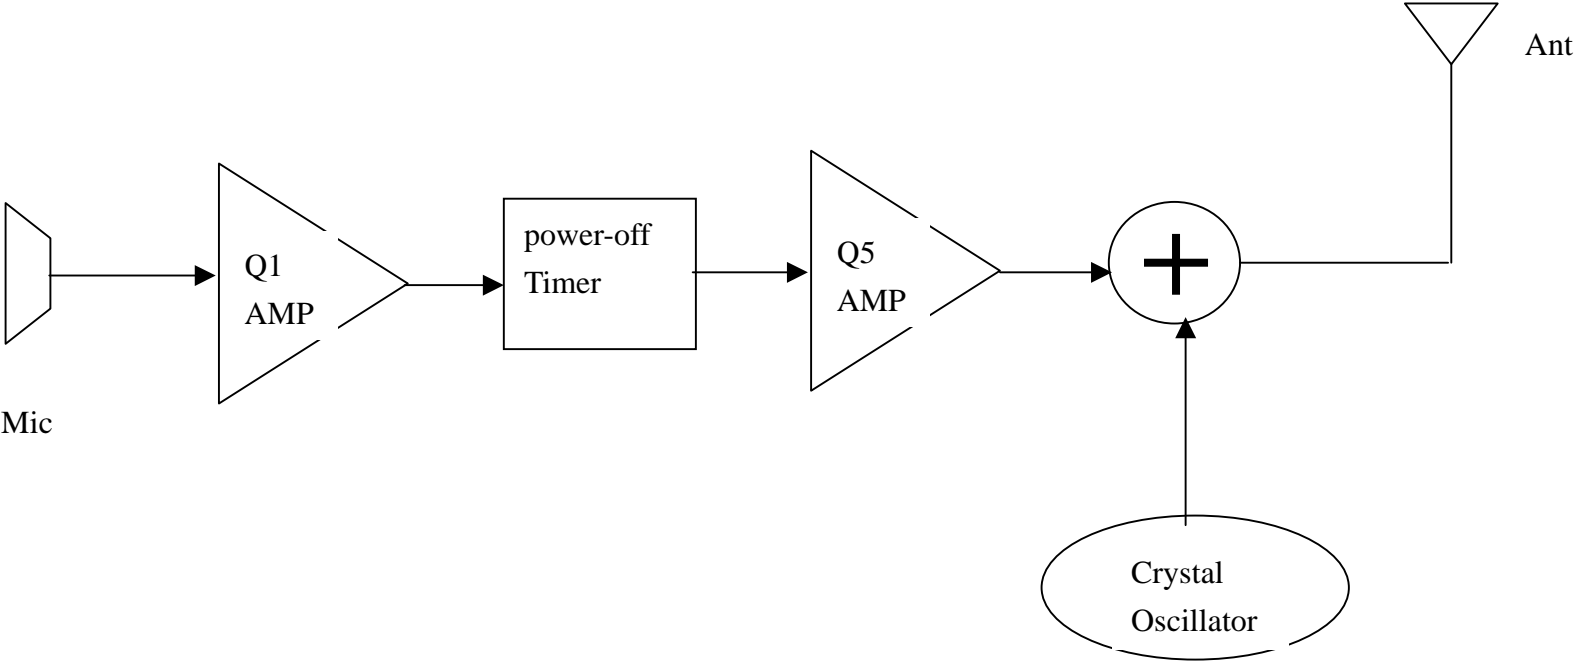 Ant
Q1
AMP
power-off
Timer
Q5
AMP
Mic
Crystal
Oscillator